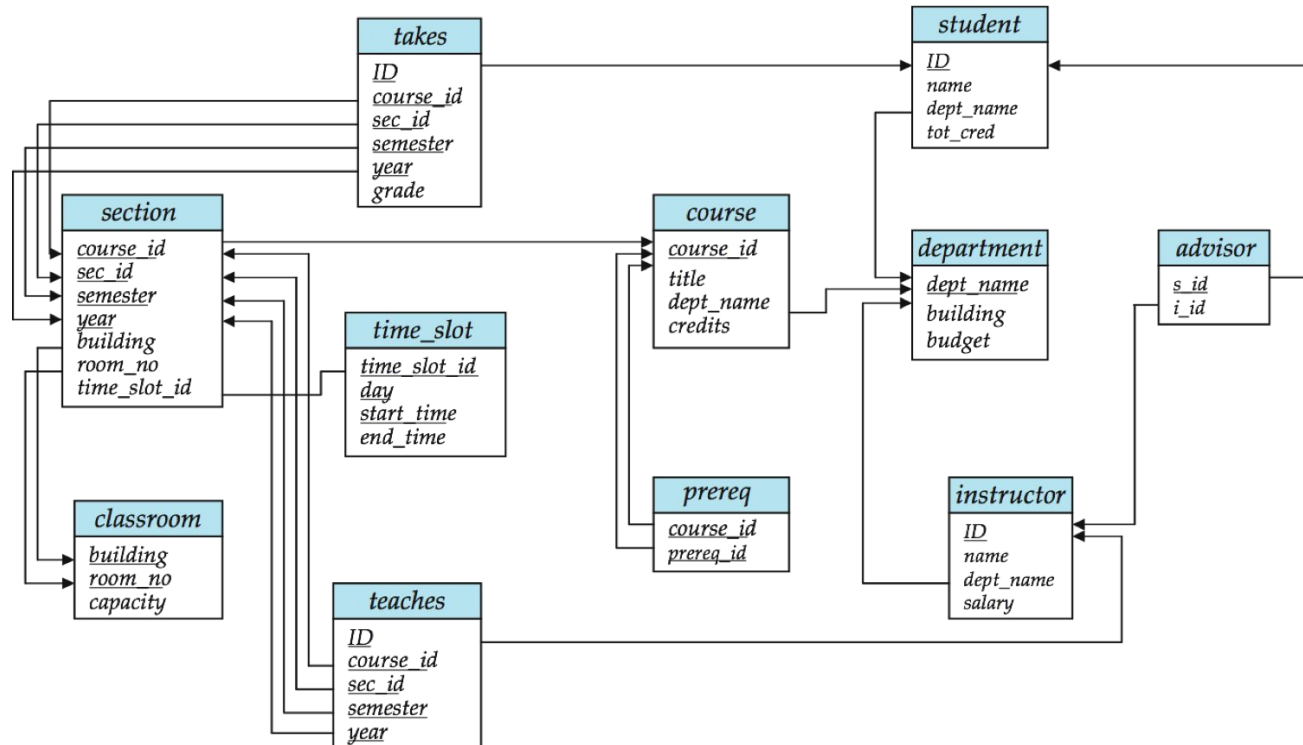 takes
ID
course_id
sec_id
semester
year
grade
student
ID
name
dept_name
tot_cred
section
course_id
sec_id
semester
year
building
room_no
time_slot_id
course
course_id
title
dept_name
credits
department
dept_name
building
budget
advisor
s_id
i_id
time_slot
time_slot_id
day
start_time
end_time
classroom
building
room_no
capacity
prereq
course_id
prereq_id
instructor
ID
name
dept_name
salary
teaches
ID
course_id
sec_id
semester
year